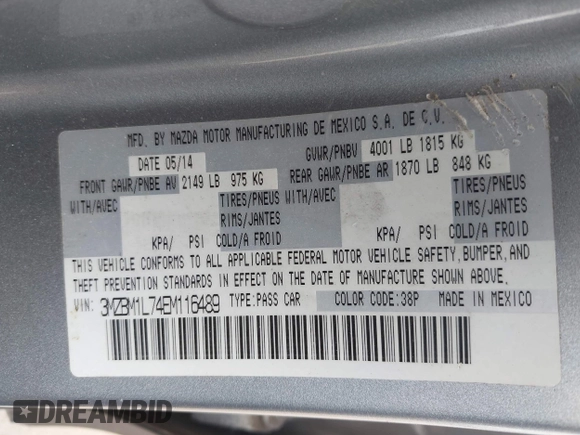 MFD. BY MAZDA MOTOR MANUFACTURING DE MEXICO S.A. DE C.V.
DATE 05/14 GVWR/PNBV 4001 LB 1815 KG
FRONT GAWR/PNBE AV 2149 LB 975 KG REAR GAWR/PNBE AR 1870 LB 848 KG
WITH/AVEC TIRES/PNEUS WITH/AVEC TIRES/PNEUS
RIMS/JANTES RIMS/JANTES
KPA/ PSI COLD/A FROID KPA/ PSI COLD/A FROID
THIS VEHICLE CONFORMS TO ALL APPLICABLE FEDERAL MOTOR VEHICLE SAFETY, BUMPER, AND
THEFT PREVENTION STANDARDS IN EFFECT ON THE DATE OF MANUFACTURE SHOWN ABOVE.
VIN: 3MZBM1L74EM116489 TYPE:PASS CAR COLOR CODE:38P MADE IN MEXICO
DREAMBID